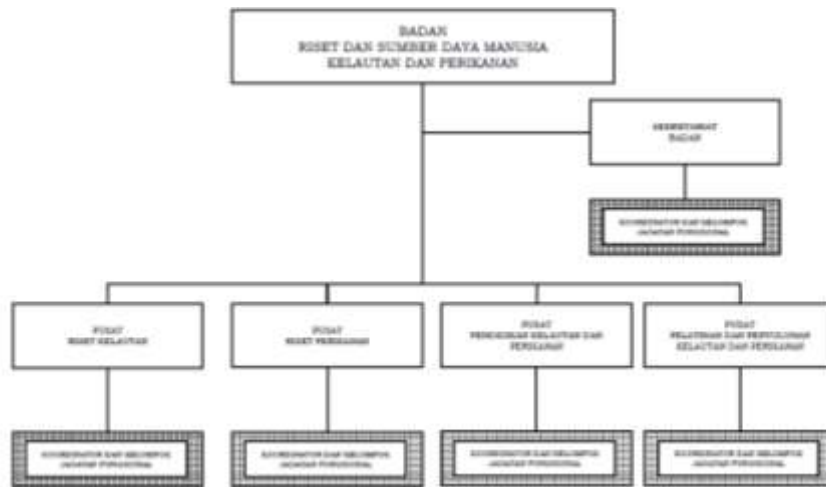 BADAN
RISET DAN SUMBER DAYA MANUSIA
KELAUTAN DAN PERIKANAN
SEKRETARIAT
BADAN
KOORDINATOR DAN KELOMPOK
JABATAN FUNGSIONAL
PUSAT
RISET KELAUTAN
PUSAT
RISET PERIKANAN
PUSAT
PENDIDIKAN KELAUTAN DAN
PERIKANAN
PUSAT
PELATIHAN DAN PENYULUHAN
KELAUTAN DAN PERIKANAN
KOORDINATOR DAN KELOMPOK
JABATAN FUNGSIONAL
KOORDINATOR DAN KELOMPOK
JABATAN FUNGSIONAL
KOORDINATOR DAN KELOMPOK
JABATAN FUNGSIONAL
KOORDINATOR DAN KELOMPOK
JABATAN FUNGSIONAL